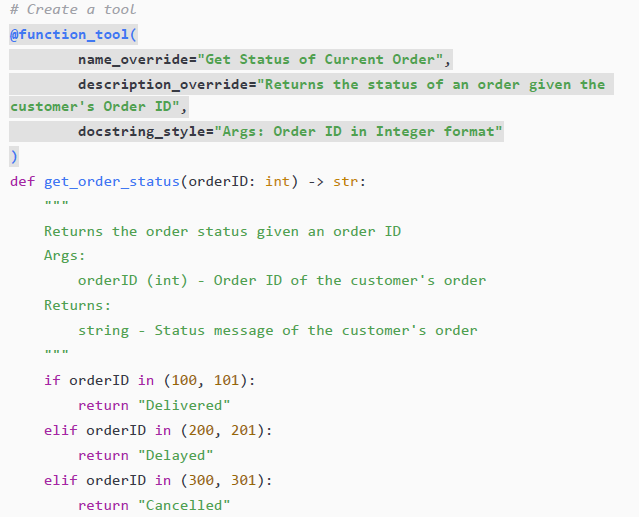 # Create a tool
@function_tool(
        name_override="Get Status of Current Order",
        description_override="Returns the status of an order given the
customer's Order ID",
        docstring_style="Args: Order ID in Integer format"
)
def get_order_status(orderID: int) -> str:
    """
    Returns the order status given an order ID
    Args:
        orderID (int) - Order ID of the customer's order
    Returns:
        string - Status message of the customer's order
    """
    if orderID in (100, 101):
        return "Delivered"
    elif orderID in (200, 201):
        return "Delayed"
    elif orderID in (300, 301):
        return "Cancelled"